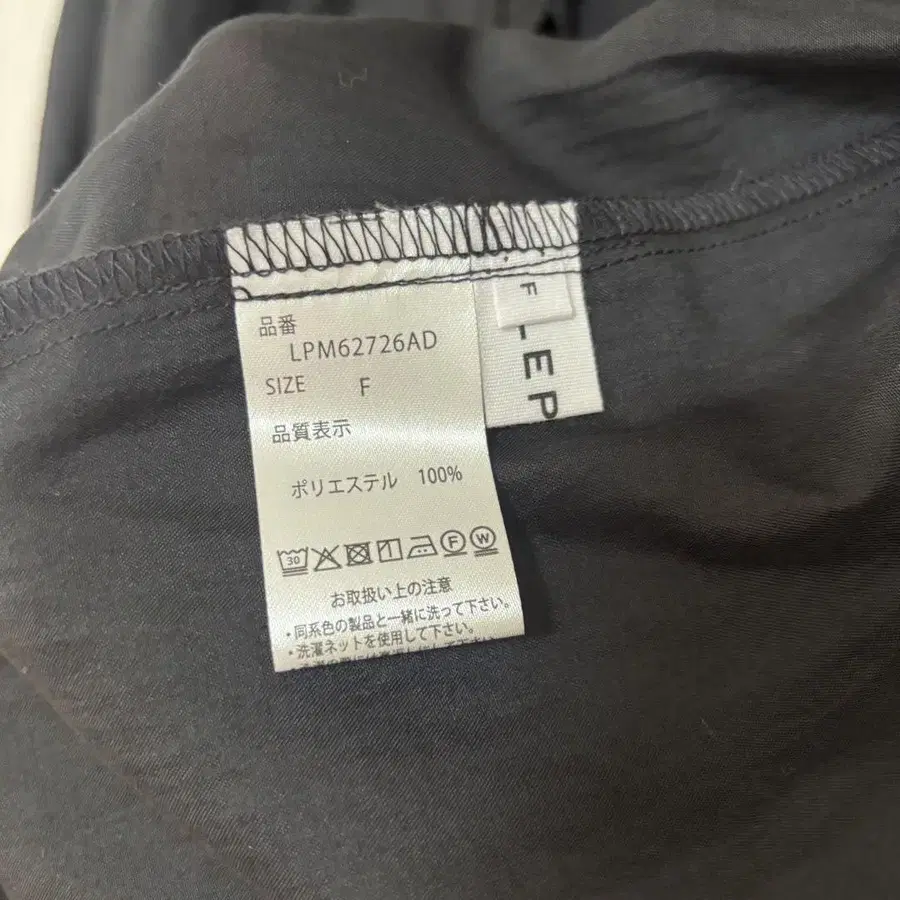 品番
LPM62726AD
SIZE F
品質表示
ポリエステル 100%
30
F W
お取扱い上の注意
・同系色の製品と一緒に洗って下さい。
・洗濯ネットを使用して下さい。
F
LEP